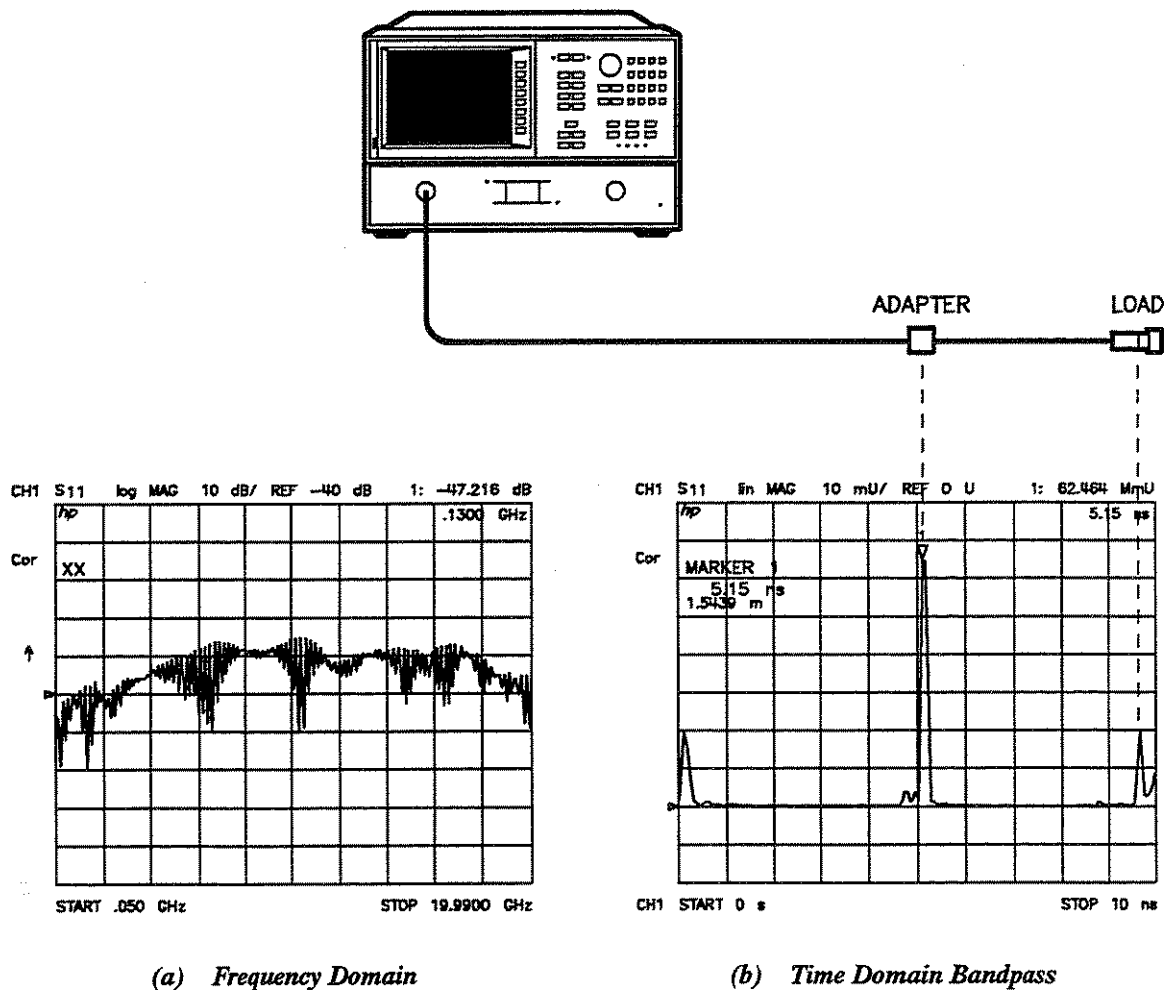 ADAPTER LOAD
CH1 S11 log MAG 10 dB/ REF -40 dB 1: -47.216 dB
hp .1300 GHz
Cor
XX
START .050 GHz STOP 19.9900 GHz
(a) Frequency Domain
CH1 S11 lin MAG 10 mU/ REF 0 U 1: 62.464 MmU
hp 5.15 ns
1
Cor
MARKER 1
5.15 ns
1.5439 m
CH1 START 0 s STOP 10 ns
(b) Time Domain Bandpass